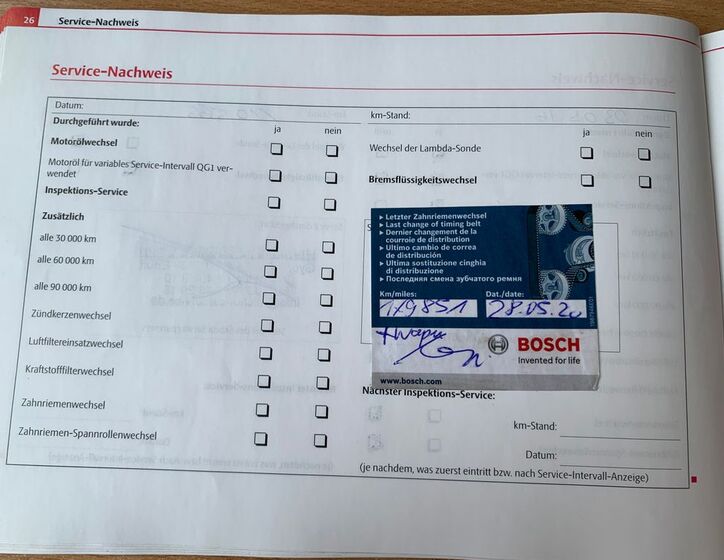 26 Service-Nachweis
Service-Nachweis
Datum:
km-Stand:
Durchgeführt wurde:
ja nein
ja nein
Motorölwechsel
Motoröl für variables Service-Intervall QG1 ver-
wendet
Inspektions-Service
Zusätzlich
alle 30 000 km
alle 60 000 km
alle 90 000 km
Zündkerzenwechsel
Luftfiltereinsatzwechsel
Kraftstofffilterwechsel
Zahnriemenwechsel
Zahnriemen-Spannrollenwechsel
Wechsel der Lambda-Sonde
Bremsflüssigkeitswechsel
▸ Letzter Zahnriemenwechsel
▸ Last change of timing belt
▸ Dernier changement de la
courroie de distribution
▸ Ultimo cambio de correa
de distribución
▸ Ultima sostituzione cinghia
di distribuzione
▸ Последняя смена зубчатого ремня
Km/miles: Dat./date:
179851 28.05.20
BOSCH
Invented for life
www.bosch.com
Nächster Inspektions-Service:
km-Stand:
Datum:
(je nachdem, was zuerst eintritt bzw. nach Service-Intervall-Anzeige)